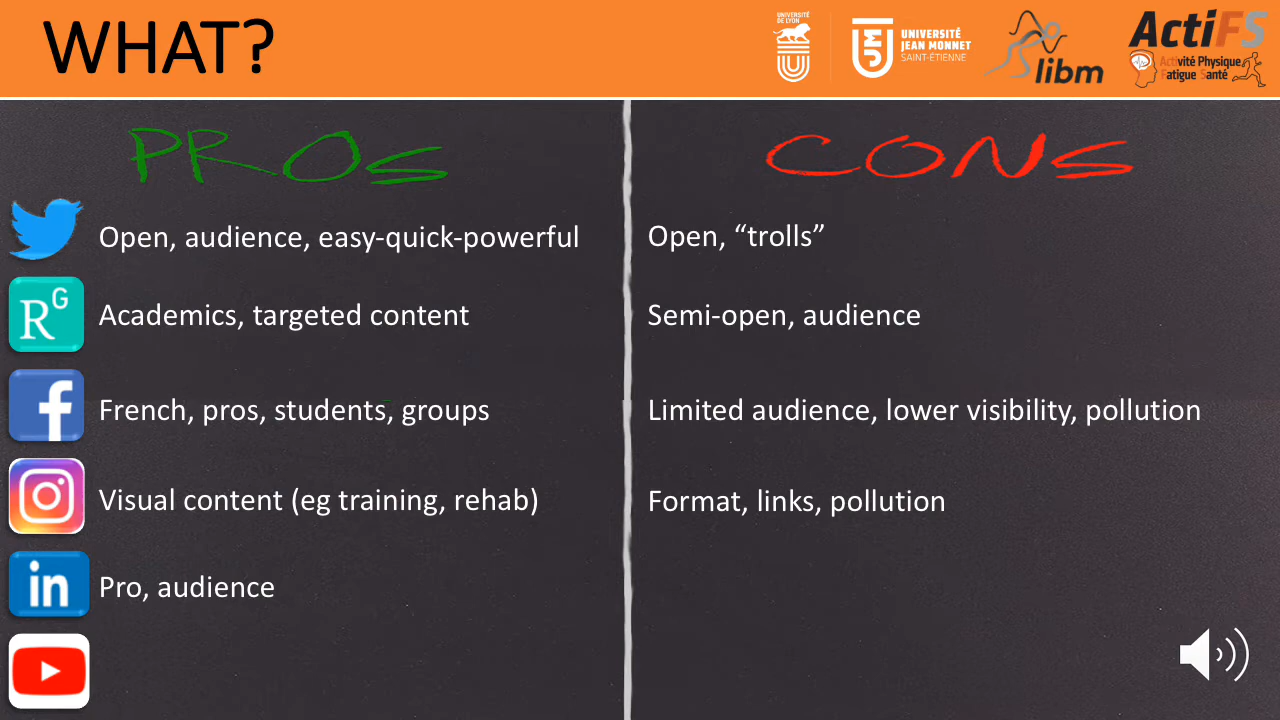 WHAT?
UNIVERSITÉ
DE LYON
UNIVERSITÉ
JEAN MONNET
SAINT-ÉTIENNE
libm
ActiFS
Activité Physique
Fatigue Santé
PROS
CONS
Open, audience, easy-quick-powerful
Open, “trolls”
RG
Academics, targeted content
Semi-open, audience
f
French, pros, students, groups
Limited audience, lower visibility, pollution
Visual content (eg training, rehab)
Format, links, pollution
in
Pro, audience